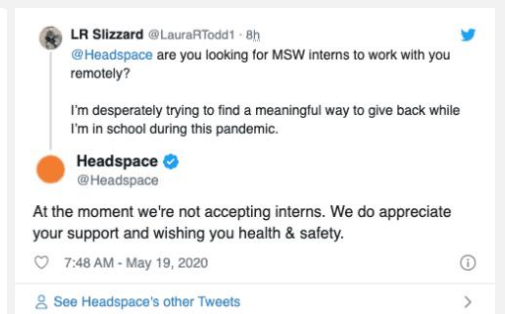 LR Slizzard @LauraRTodd1 · 8h
@Headspace are you looking for MSW interns to work with you
remotely?
I'm desperately trying to find a meaningful way to give back while
I'm in school during this pandemic.
Headspace
@Headspace
At the moment we're not accepting interns. We do appreciate
your support and wishing you health & safety.
7:48 AM - May 19, 2020
See Headspace's other Tweets